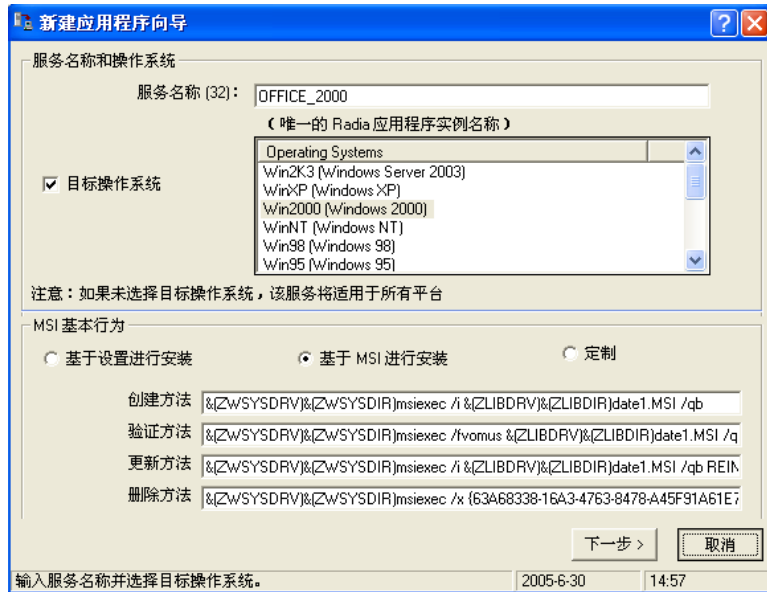 新建应用程序向导
服务名称和操作系统
服务名称 (32)： OFFICE_2000
（唯一的 Radia 应用程序实例名称）
目标操作系统
Operating Systems
Win2K3 (Windows Server 2003)
WinXP (Windows XP)
Win2000 (Windows 2000)
WinNT (Windows NT)
Win98 (Windows 98)
Win95 (Windows 95)
注意：如果未选择目标操作系统，该服务将适用于所有平台
MSI 基本行为
基于设置进行安装 基于 MSI 进行安装 定制
创建方法 &(ZWSYSDRV)&(ZWSYSDIR)msiexec /i &(ZLIBDRV)&(ZLIBDIR)date1.MSI /qb
验证方法 &(ZWSYSDRV)&(ZWSYSDIR)msiexec /fvomus &(ZLIBDRV)&(ZLIBDIR)date1.MSI /q
更新方法 &(ZWSYSDRV)&(ZWSYSDIR)msiexec /i &(ZLIBDRV)&(ZLIBDIR)date1.MSI /qb REIN
删除方法 &(ZWSYSDRV)&(ZWSYSDIR)msiexec /x {63A68338-16A3-4763-8478-A45F91A61E7
下一步 > 取消
输入服务名称并选择目标操作系统。 2005-6-30 14:57